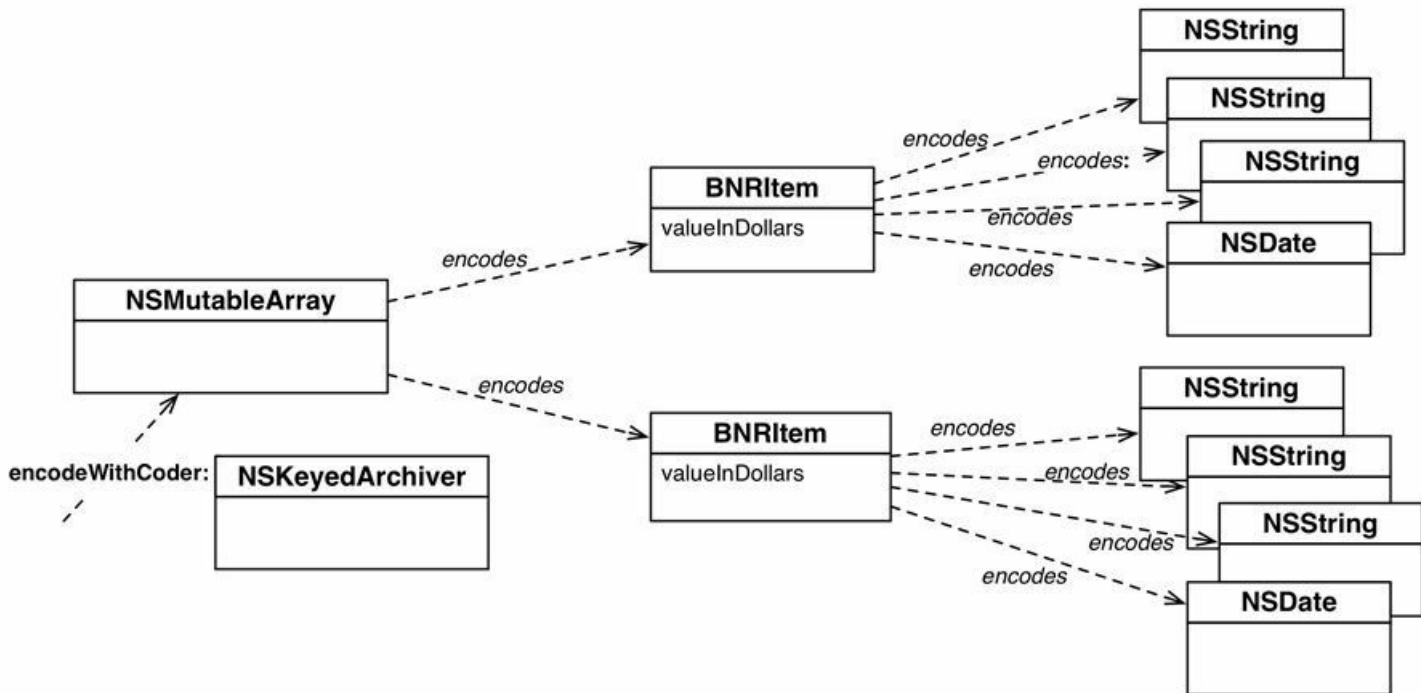 NSString
NSString
encodes
NSString
encodes:
BNRItem
valueInDollars
encodes
NSDate
encodes
encodes
NSMutableArray
encodes
NSString
encodes
BNRItem
encodes
NSString
valueInDollars
encodes
encodeWithCoder:
NSKeyedArchiver
NSString
encodes
encodes
NSDate